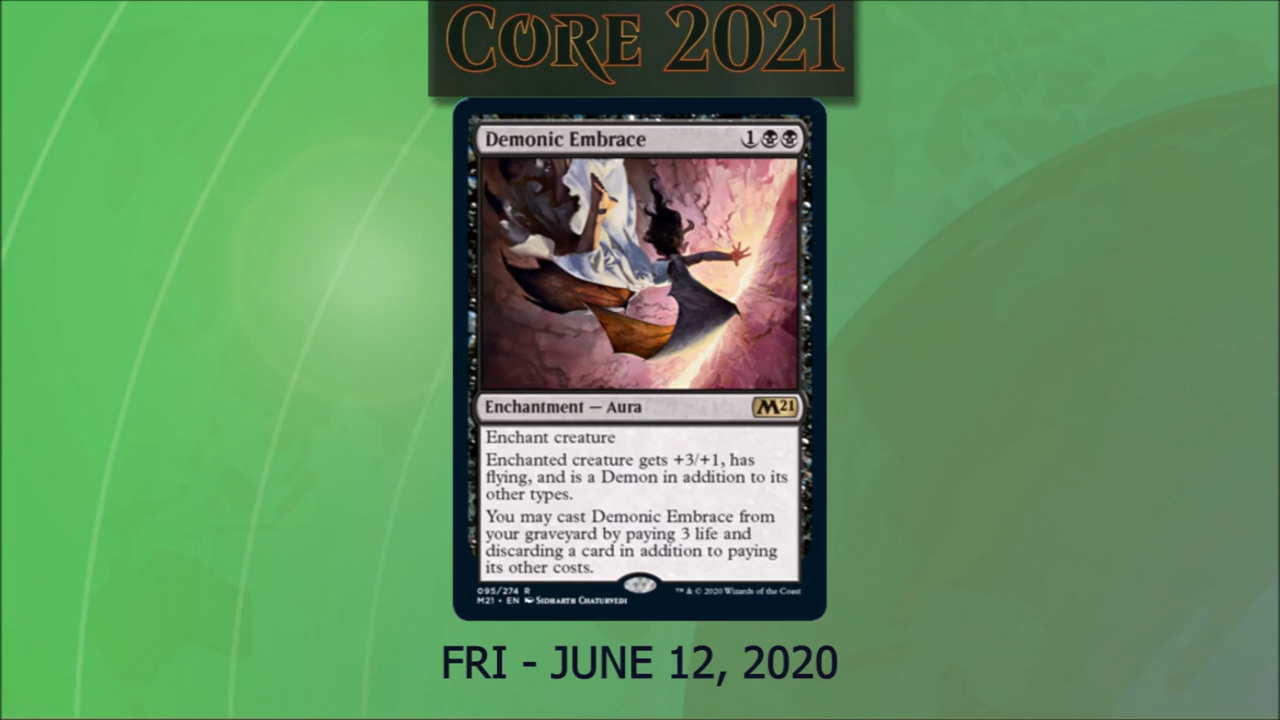 CORE 2021
Demonic Embrace 1
Enchantment — Aura M21
Enchant creature
Enchanted creature gets +3/+1, has
flying, and is a Demon in addition to its
other types.
You may cast Demonic Embrace from
your graveyard by paying 3 life and
discarding a card in addition to paying
its other costs.
095/274 R ™ & © 2020 Wizards of the Coast
M21 • EN SIDHARTH CHATURVEDI
FRI - JUNE 12, 2020